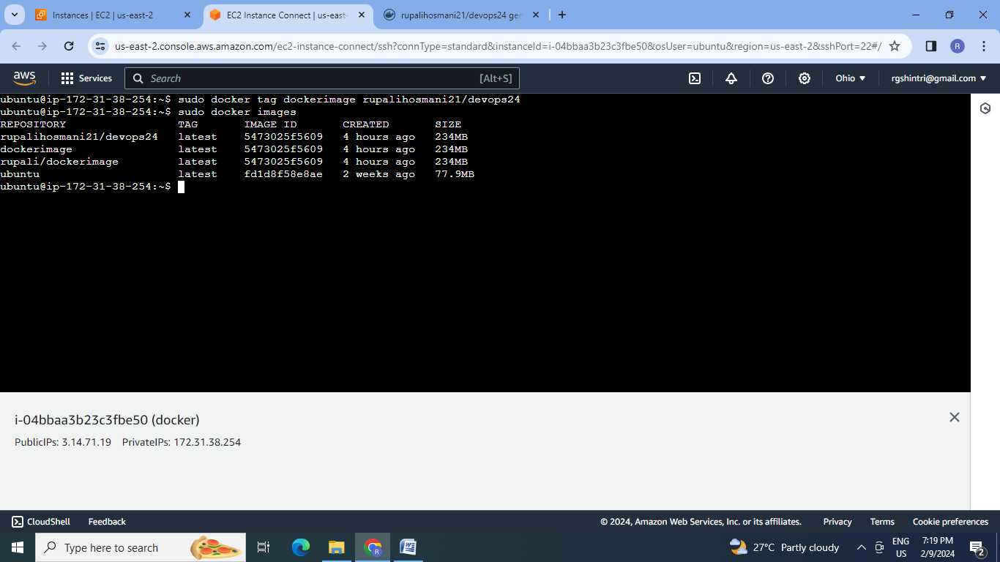 Instances | EC2 | us-east-2
EC2 Instance Connect | us-east-
rupalihosmani21/devops24 gen
us-east-2.console.aws.amazon.com/ec2-instance-connect/ssh?connType=standard&instanceId=i-04bbaa3b23c3fbe50&osUser=ubuntu&region=us-east-2&sshPort=22#/
R
aws
Services
Search
[Alt+S]
Ohio
rgshintri@gmail.com
ubuntu@ip-172-31-38-254:~$ sudo docker tag dockerimage rupalihosmani21/devops24
ubuntu@ip-172-31-38-254:~$ sudo docker images
REPOSITORY TAG IMAGE ID CREATED SIZE
rupalihosmani21/devops24 latest 5473025f5609 4 hours ago 234MB
dockerimage latest 5473025f5609 4 hours ago 234MB
rupali/dockerimage latest 5473025f5609 4 hours ago 234MB
ubuntu latest fd1d8f58e8ae 2 weeks ago 77.9MB
ubuntu@ip-172-31-38-254:~$
i-04bbaa3b23c3fbe50 (docker)
PublicIPs: 3.14.71.19 PrivateIPs: 172.31.38.254
CloudShell
Feedback
© 2024, Amazon Web Services, Inc. or its affiliates.
Privacy
Terms
Cookie preferences
Type here to search
R
27°C Partly cloudy
ENG
US
7:19 PM
2/9/2024
2